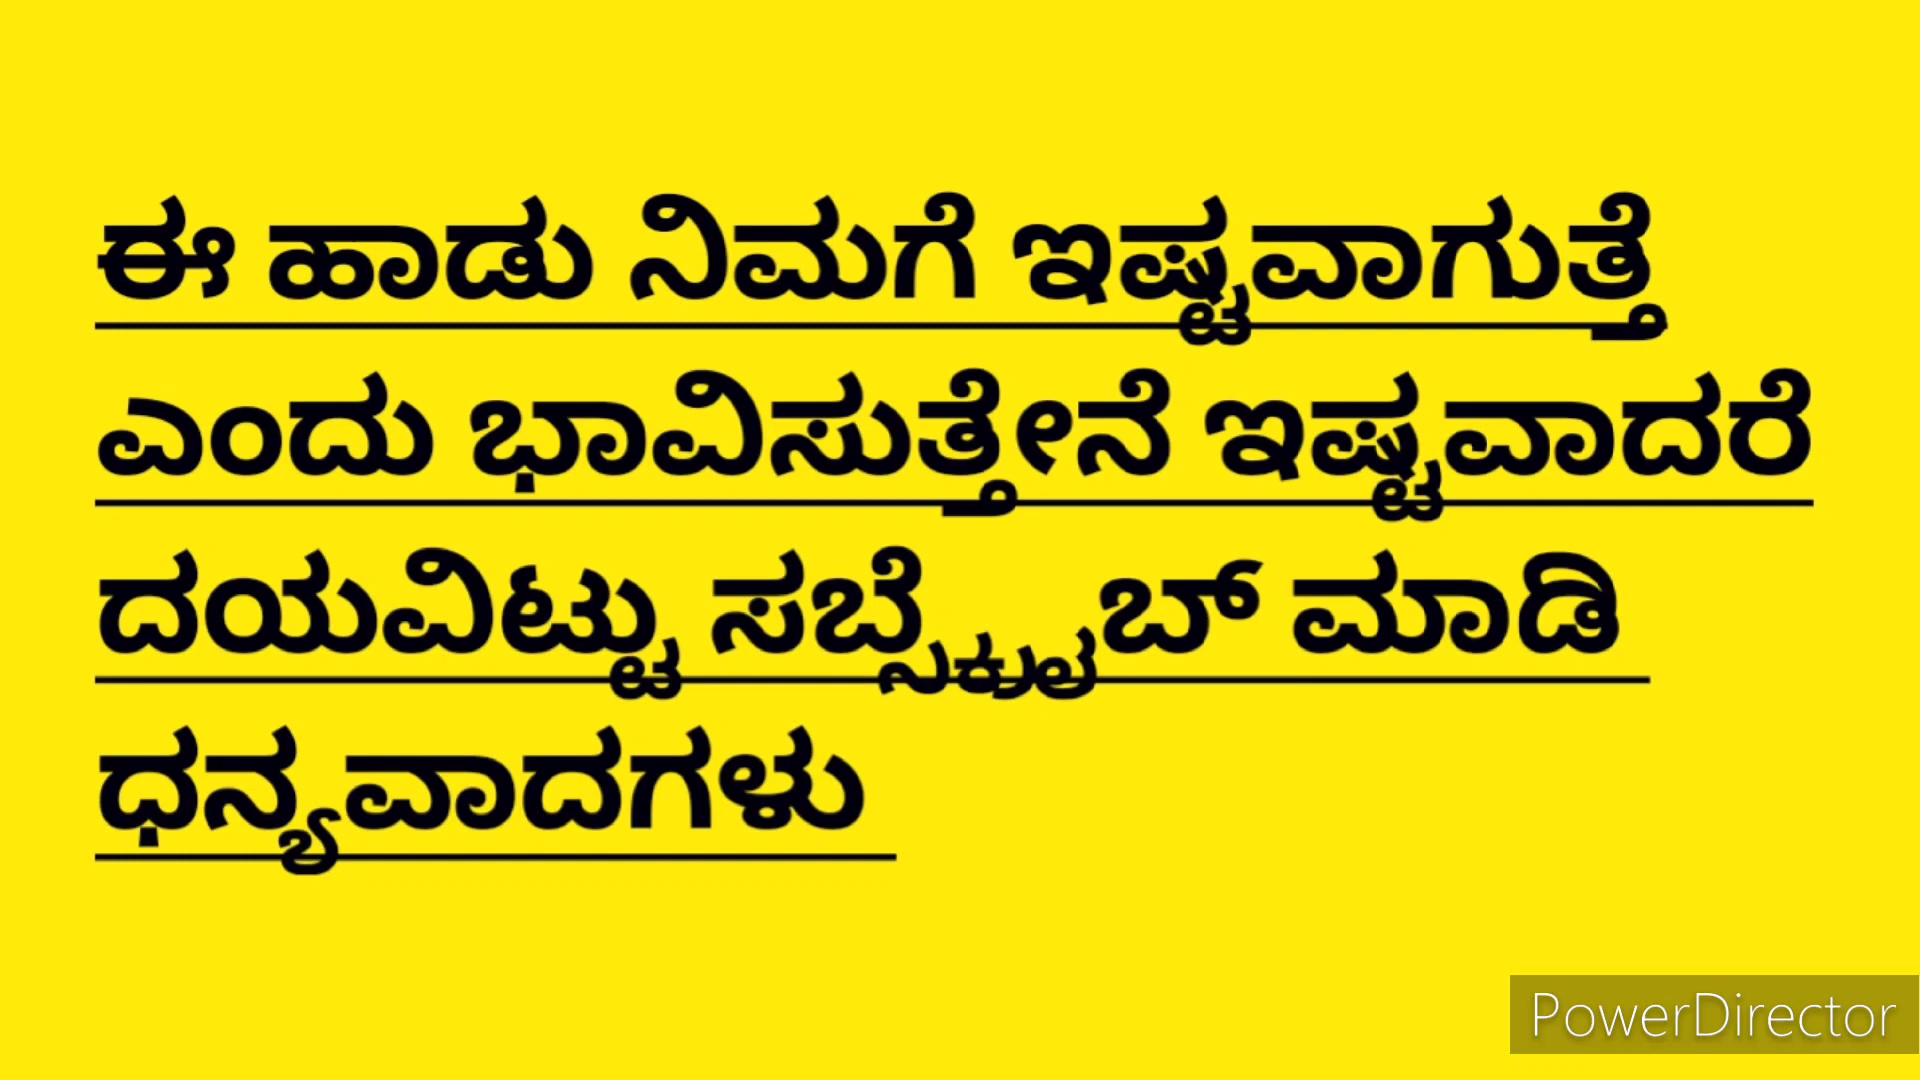 ಈ ಹಾಡು ನಿಮಗೆ ಇಷ್ಟವಾಗುತ್ತೆ
ಎಂದು ಭಾವಿಸುತ್ತೇನೆ ಇಷ್ಟವಾದರೆ
ದಯವಿಟ್ಟು ಸಬ್ಸ್ಕ್ರೆಬ್ ಮಾಡಿ
ಧನ್ಯವಾದಗಳು
PowerDirector